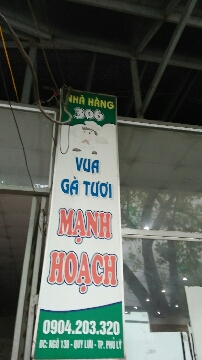 NHÀ HÀNG
306
VUA
GÀ TƯƠI
MẠNH
HOẠCH
0904.203.320
ĐC: NGÕ 138 - QUY LƯU - TP. PHỦ LÝ